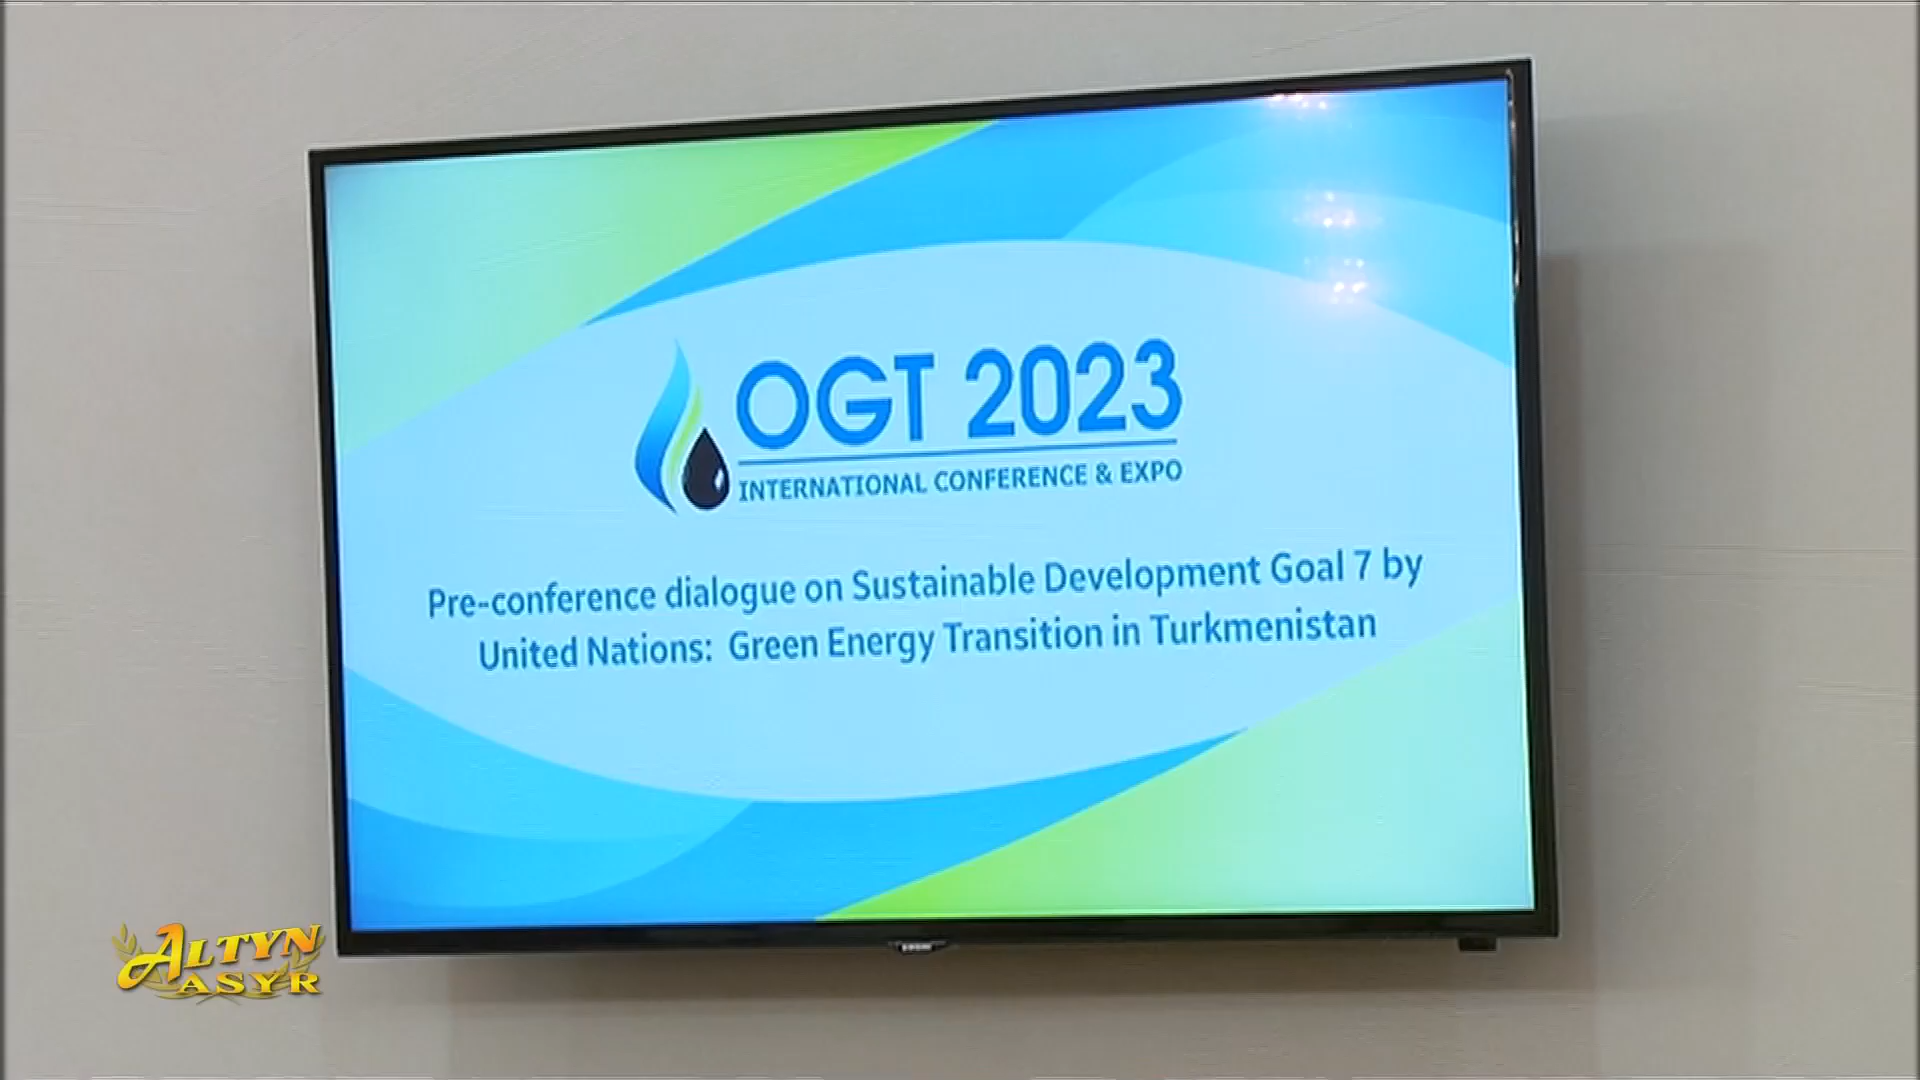 OGT 2023
INTERNATIONAL CONFERENCE & EXPO
Pre-conference dialogue on Sustainable Development Goal 7 by
United Nations: Green Energy Transition in Turkmenistan
ALTYN
ASYR